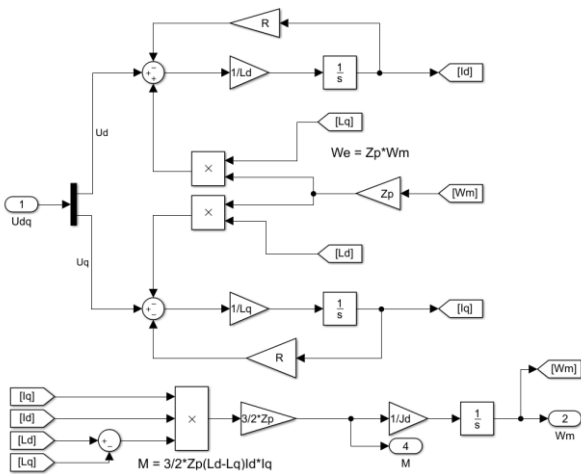 R
1/Ld
1
s
[Id]
[Lq]
Ud
We = Zp*Wm
×
Zp
[Wm]
1
Udq
×
[Ld]
Uq
1/Lq
1
s
[Iq]
R
[Iq]
[Id]
[Ld]
[Lq]
×
3/2*Zp
1/Jd
1
s
[Wm]
2
Wm
4
M
M = 3/2*Zp(Ld-Lq)Id*Iq